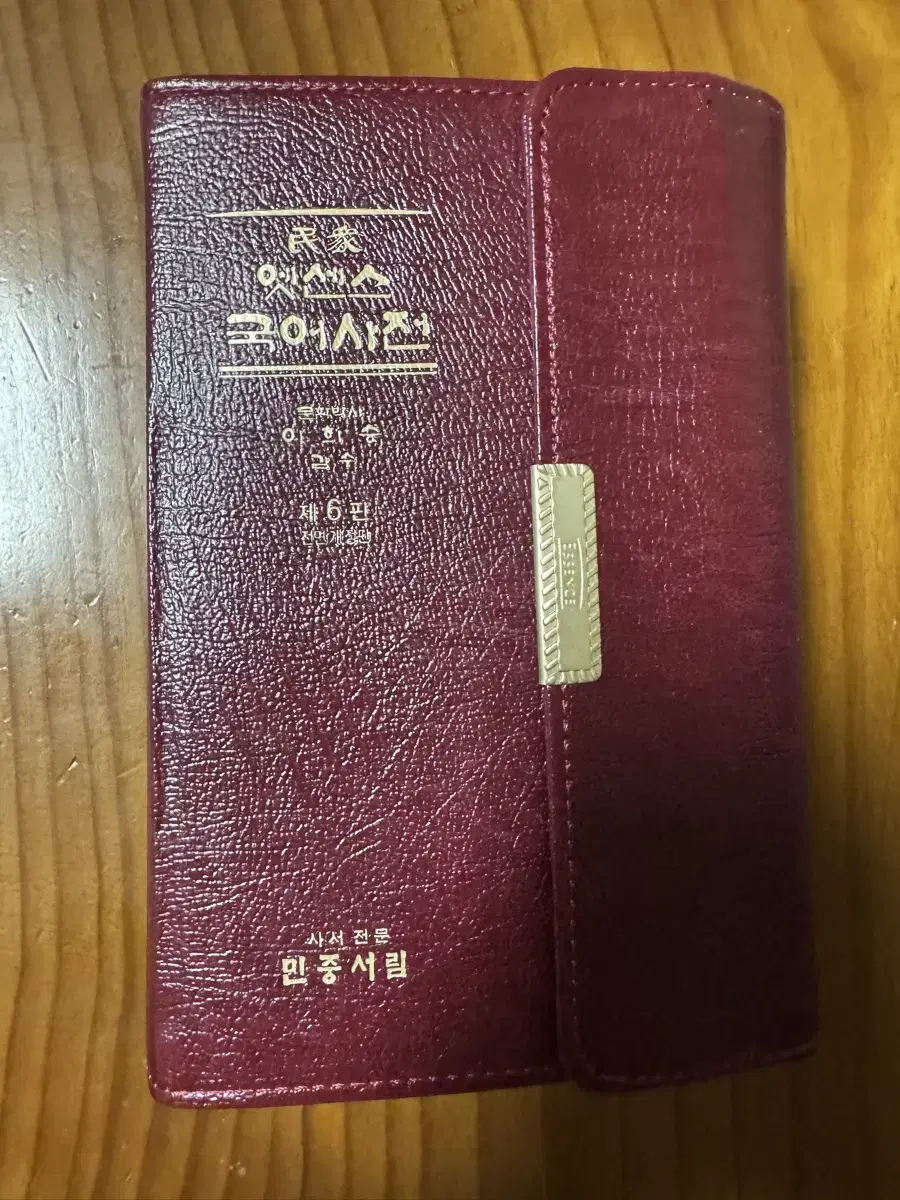 民衆
엣센스
국어사전
문학박사
이 희 승
감 수
제 6 판
전면개정판
ESSENCE
사서 전문
민중서림